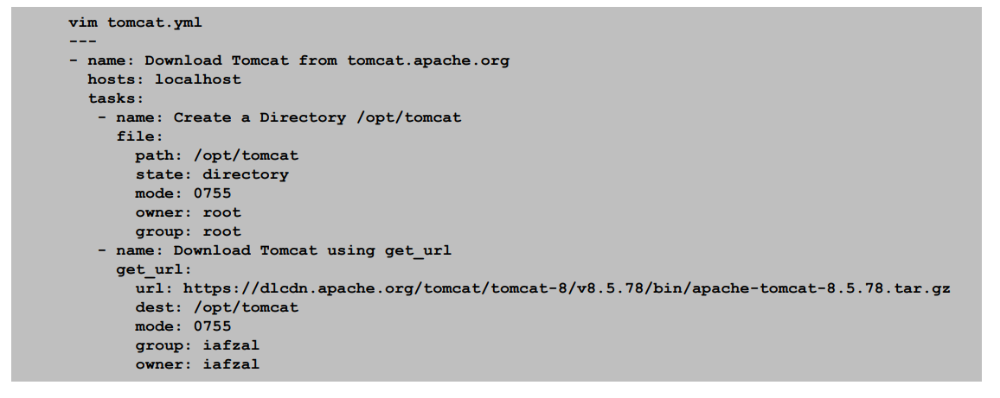 vim tomcat.yml
---
- name: Download Tomcat from tomcat.apache.org
  hosts: localhost
  tasks:
   - name: Create a Directory /opt/tomcat
     file:
       path: /opt/tomcat
       state: directory
       mode: 0755
       owner: root
       group: root
   - name: Download Tomcat using get_url
     get_url:
       url: https://dlcdn.apache.org/tomcat/tomcat-8/v8.5.78/bin/apache-tomcat-8.5.78.tar.gz
       dest: /opt/tomcat
       mode: 0755
       group: iafzal
       owner: iafzal